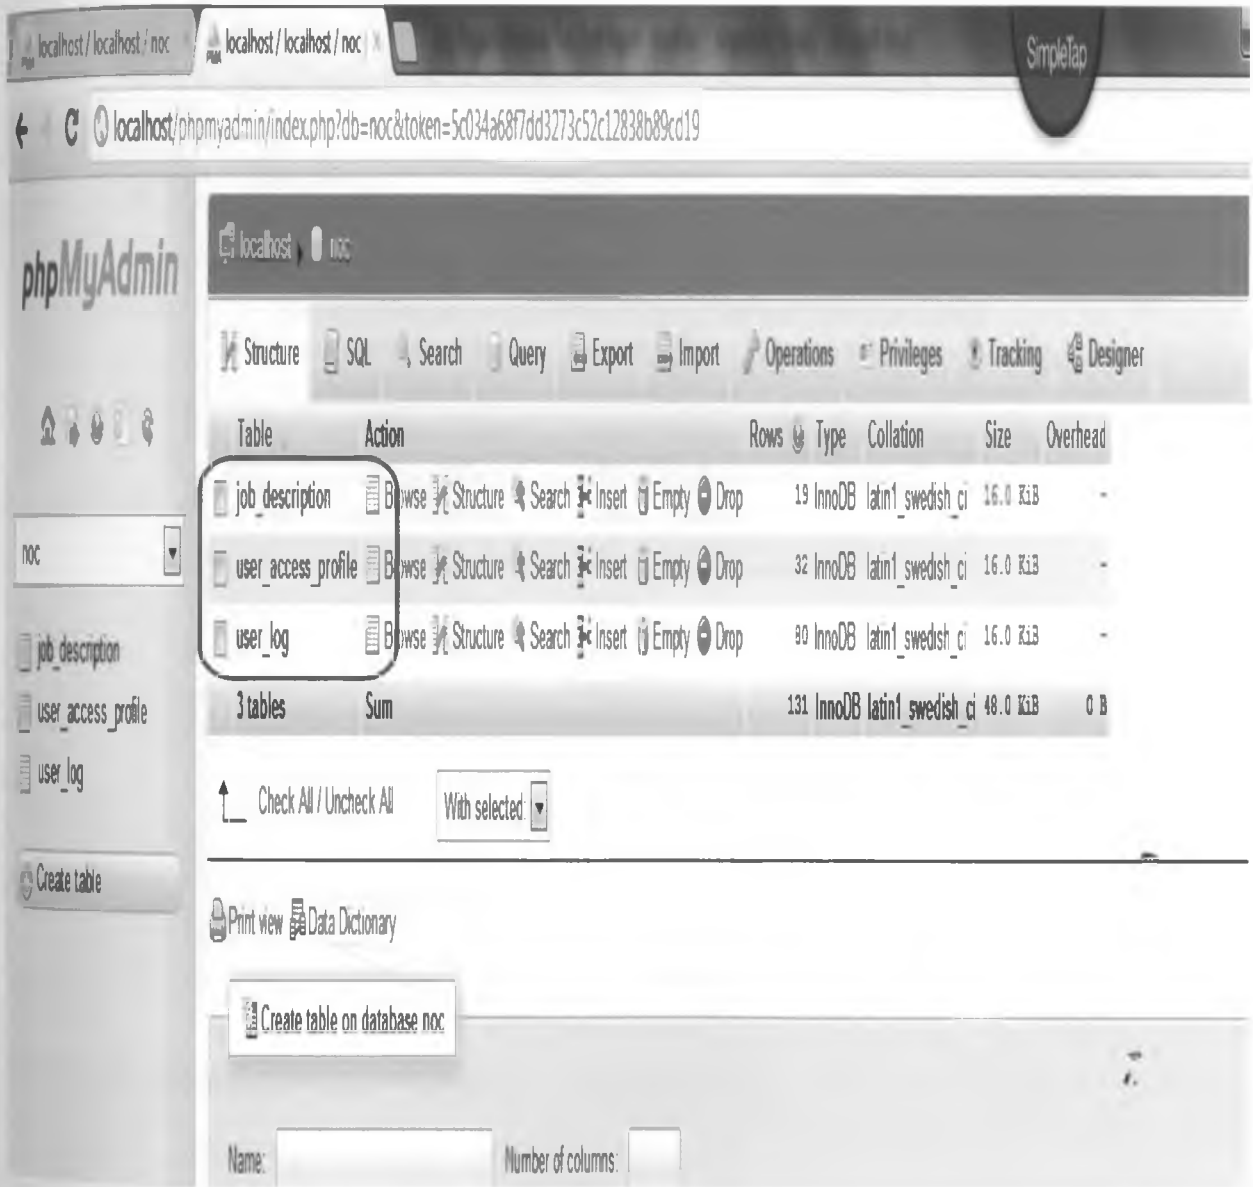 localhost / localhost / noc
localhost / localhost / noc
SimpleTap
localhost/phpmyadmin/index.php?db=noc&token=5c034a68f7dd3273c52c12838b89cd19
phpMyAdmin
localhost noc
Structure SQL Search Query Export Import Operations Privileges Tracking Designer
Table Action Rows Type Collation Size Overhead
job_description Browse Structure Search Insert Empty Drop 19 InnoDB latin1_swedish_ci 16.0 KiB -
user_access_profile Browse Structure Search Insert Empty Drop 32 InnoDB latin1_swedish_ci 16.0 KiB -
user_log Browse Structure Search Insert Empty Drop 80 InnoDB latin1_swedish_ci 16.0 KiB -
3 tables Sum 131 InnoDB latin1_swedish_ci 48.0 KiB 0 B
noc
job_description
user_access_profile
user_log
Create table
Check All / Uncheck All With selected:
Print view Data Dictionary
Create table on database noc
Name: Number of columns: